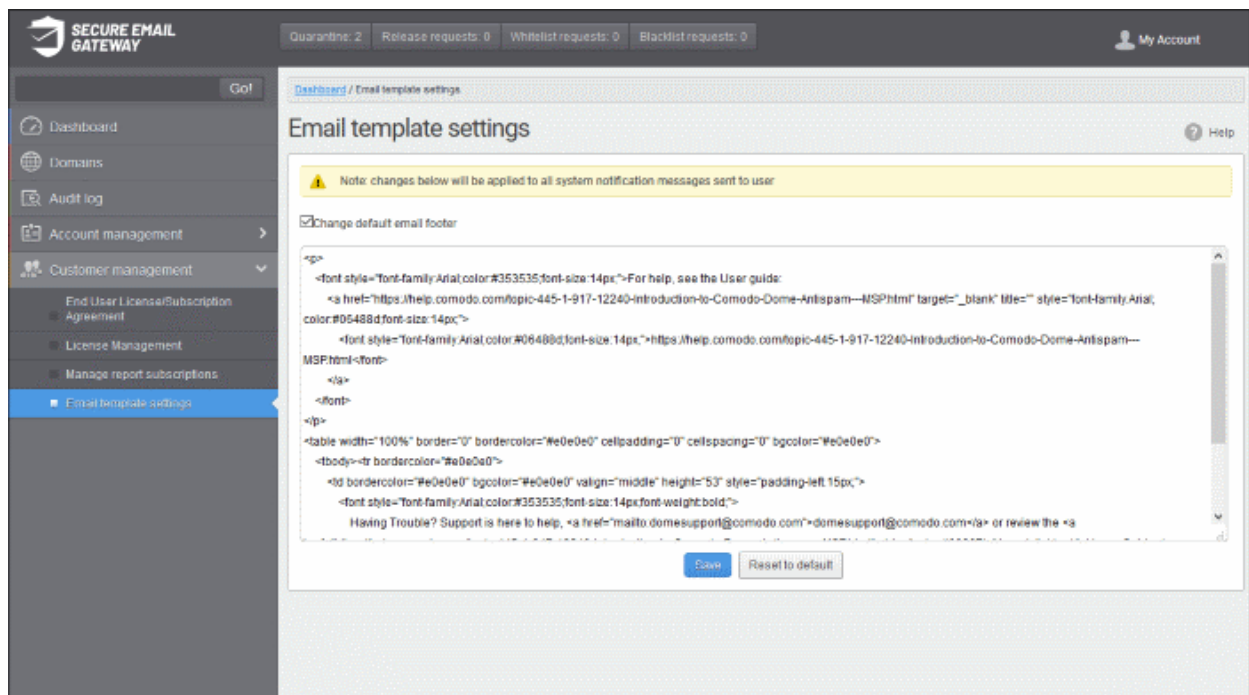 SECURE EMAIL
GATEWAY
Quarantine: 2
Release requests: 0
Whitelist requests: 0
Blacklist requests: 0
My Account
Go!
Dashboard
Domains
Audit log
Account management
Customer management
End User License/Subscription
Agreement
License Management
Manage report subscriptions
Email template settings
Dashboard / Email template settings
Email template settings
Help
Note: changes below will be applied to all system notification messages sent to user
Change default email footer
<p>
<font style="font-family:Arial;color:#353535;font-size:14px;">For help, see the User guide:
<a href="https://help.comodo.com/topic-445-1-917-12240-Introduction-to-Comodo-Dome-Antispam---MSP.html" target="_blank" title="" style="font-family:Arial;
color:#06488d;font-size:14px;">
<font style="font-family:Arial;color:#06488d;font-size:14px;">https://help.comodo.com/topic-445-1-917-12240-Introduction-to-Comodo-Dome-Antispam---
MSP.html</font>
</a>
</font>
</p>
<table width="100%" border="0" bordercolor="#e0e0e0" cellpadding="0" cellspacing="0" bgcolor="#e0e0e0">
<tbody><tr bordercolor="#e0e0e0">
<td bordercolor="#e0e0e0" bgcolor="#e0e0e0" valign="middle" height="53" style="padding-left:15px;">
<font style="font-family:Arial;color:#353535;font-size:14px;font-weight:bold;">
Having Trouble? Support is here to help, <a href="mailto:domesupport@comodo.com">domesupport@comodo.com</a> or review the <a
Save
Reset to default